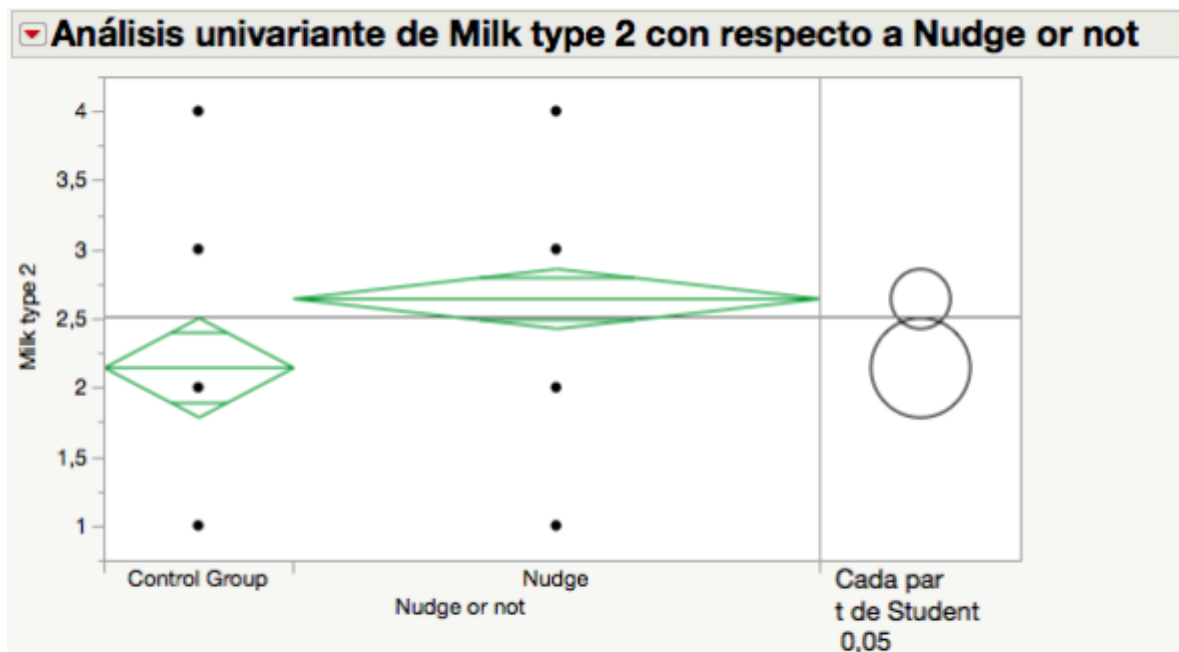 Análisis univariante de Milk type 2 con respecto a Nudge or not
Milk type 2
4
3,5
3
2,5
2
1,5
1
Control Group
Nudge
Nudge or not
Cada par
t de Student
0,05